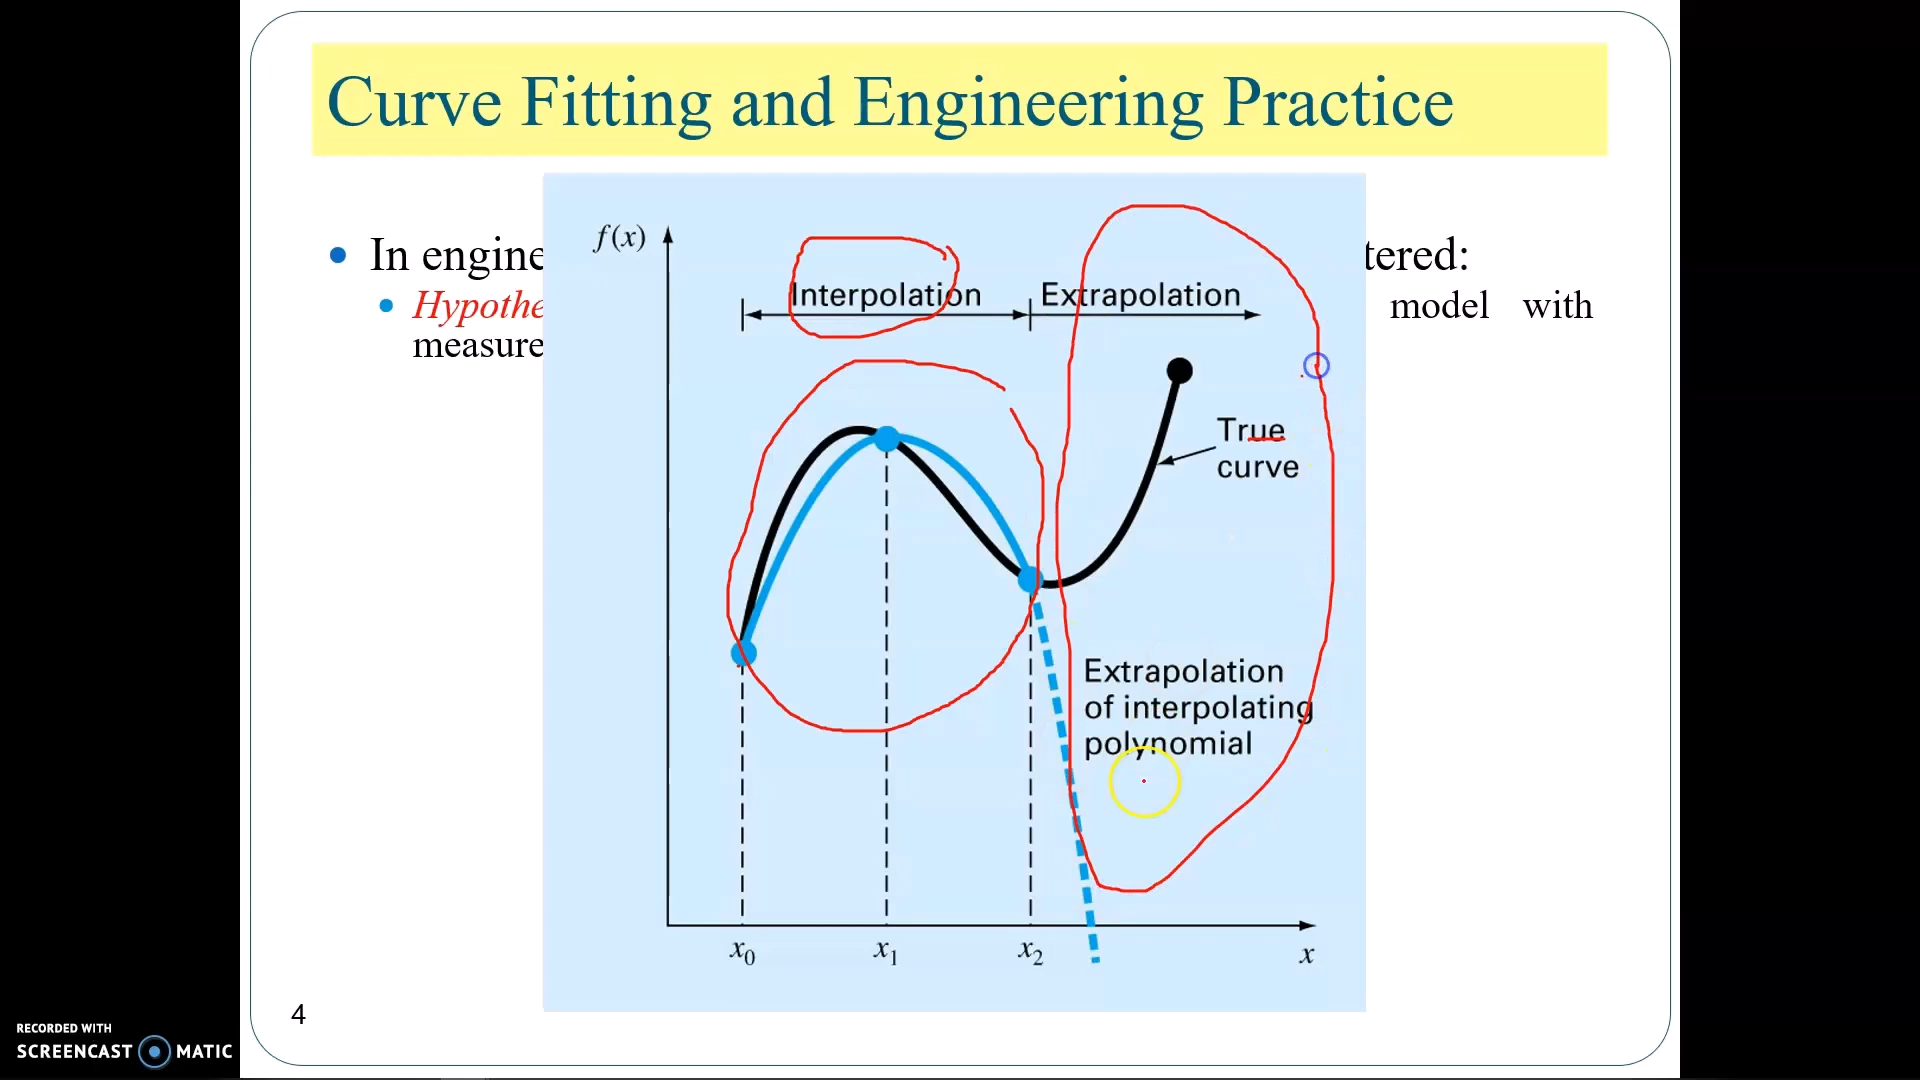 Curve Fitting and Engineering Practice
f(x)
In engine
tered:
Interpolation
Extrapolation
Hypothe
model with
measure
True
curve
Extrapolation
of interpolating
polynomial
x0
x1
x2
x
4
RECORDED WITH
SCREENCAST MATIC